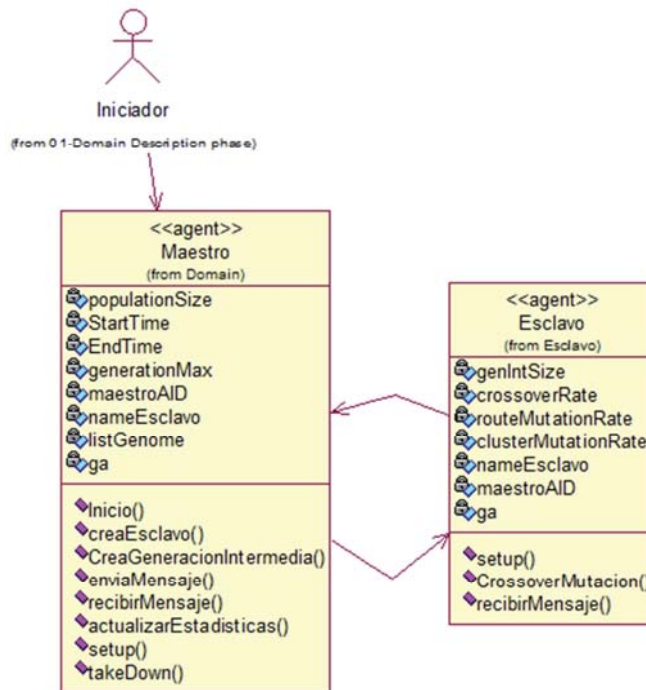 Iniciador
(from 01-Domain Description phase)
<<agent>>
Maestro
(from Domain)
populationSize
StartTime
EndTime
generationMax
maestroAID
nameEsclavo
listGenome
ga
Inicio()
creaEsclavo()
CreaGeneracionIntermedia()
enviaMensaje()
recibirMensaje()
actualizarEstadisticas()
setup()
takeDown()
<<agent>>
Esclavo
(from Esclavo)
genIntSize
crossoverRate
routeMutationRate
clusterMutationRate
nameEsclavo
maestroAID
ga
setup()
CrossoverMutacion()
recibirMensaje()